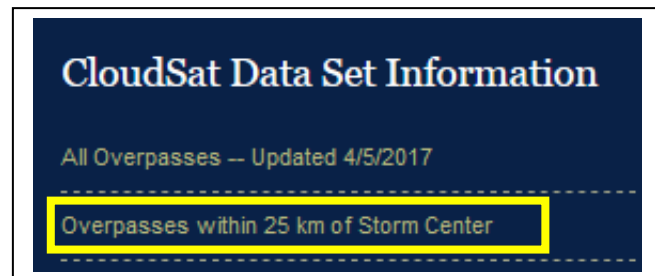 CloudSat Data Set Information
All Overpasses -- Updated 4/5/2017
Overpasses within 25 km of Storm Center